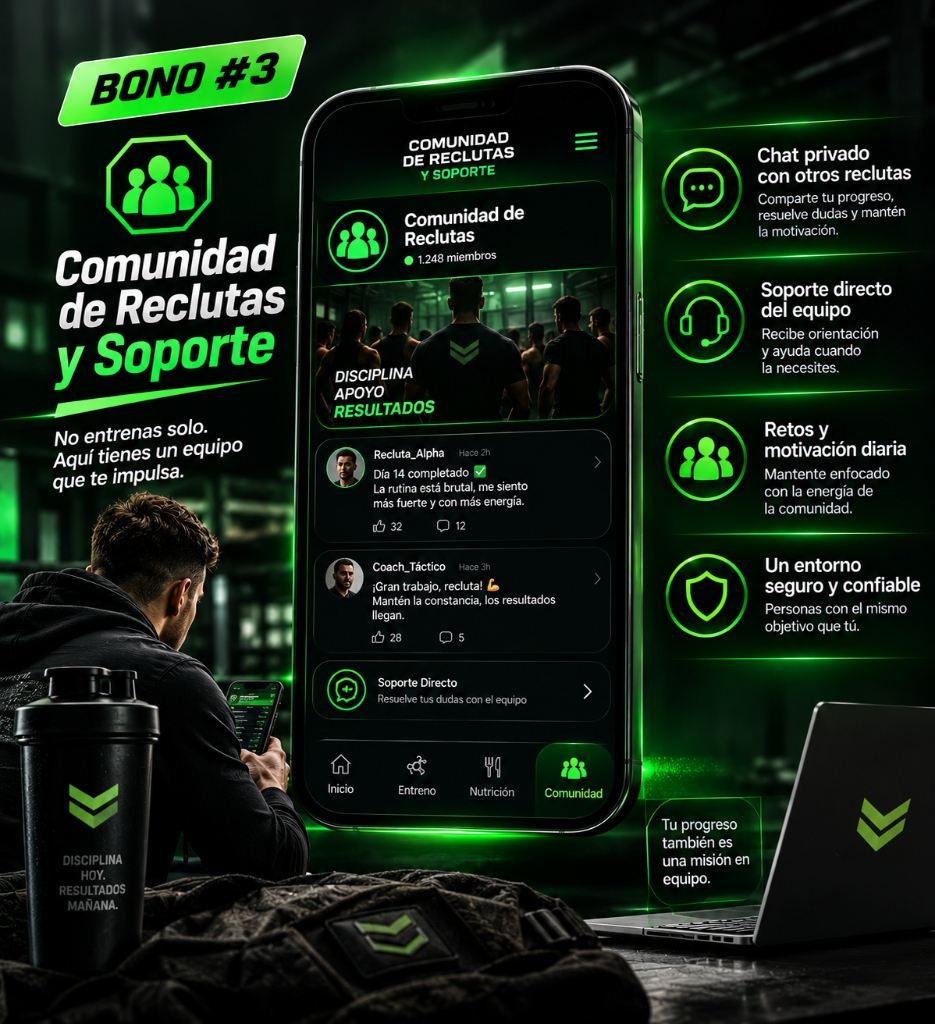 BONO #3
Comunidad
de Reclutas
y Soporte
No entrenas solo.
Aquí tienes un equipo
que te impulsa.
COMUNIDAD
DE RECLUTAS
Y SOPORTE
Comunidad de
Reclutas
1.248 miembros
DISCIPLINA
APOYO
RESULTADOS
Recluta_Alpha Hace 2h
Día 14 completado ✅
La rutina está brutal, me siento
más fuerte y con más energía.
32 12
Coach_Táctico Hace 3h
¡Gran trabajo, recluta! 💪
Mantén la constancia, los resultados
llegan.
28 5
Soporte Directo
Resuelve tus dudas con el equipo
Inicio Entreno Nutrición Comunidad
Chat privado
con otros reclutas
Comparte tu progreso,
resuelve dudas y mantén
la motivación.
Soporte directo
del equipo
Recibe orientación
y ayuda cuando
la necesites.
Retos y
motivación diaria
Mantente enfocado
con la energía de
la comunidad.
Un entorno
seguro y confiable
Personas con el mismo
objetivo que tú.
Tu progreso
también es
una misión en
equipo.
DISCIPLINA
HOY.
RESULTADOS
MAÑANA.